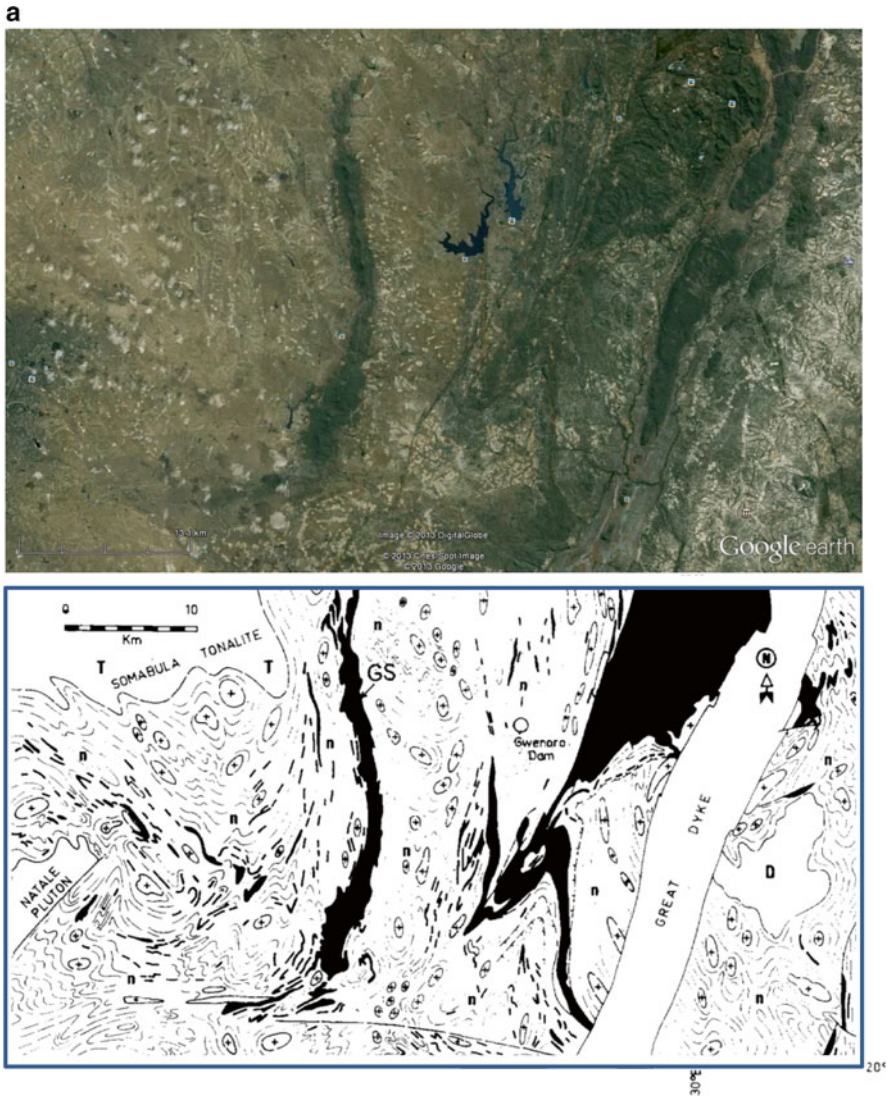 a
13.1 km
Image © 2013 DigitalGlobe
© 2013 Cnes/Spot Image
© 2013 Google
Google earth
0 10
Km
T SOMABULA TONALITE T
n
GS
n
N
n
Gwenoro
Dam
n
n
n
n
NATALE
PLUTON
n
GREAT DYKE
D
n
n
n
n
20°
30°